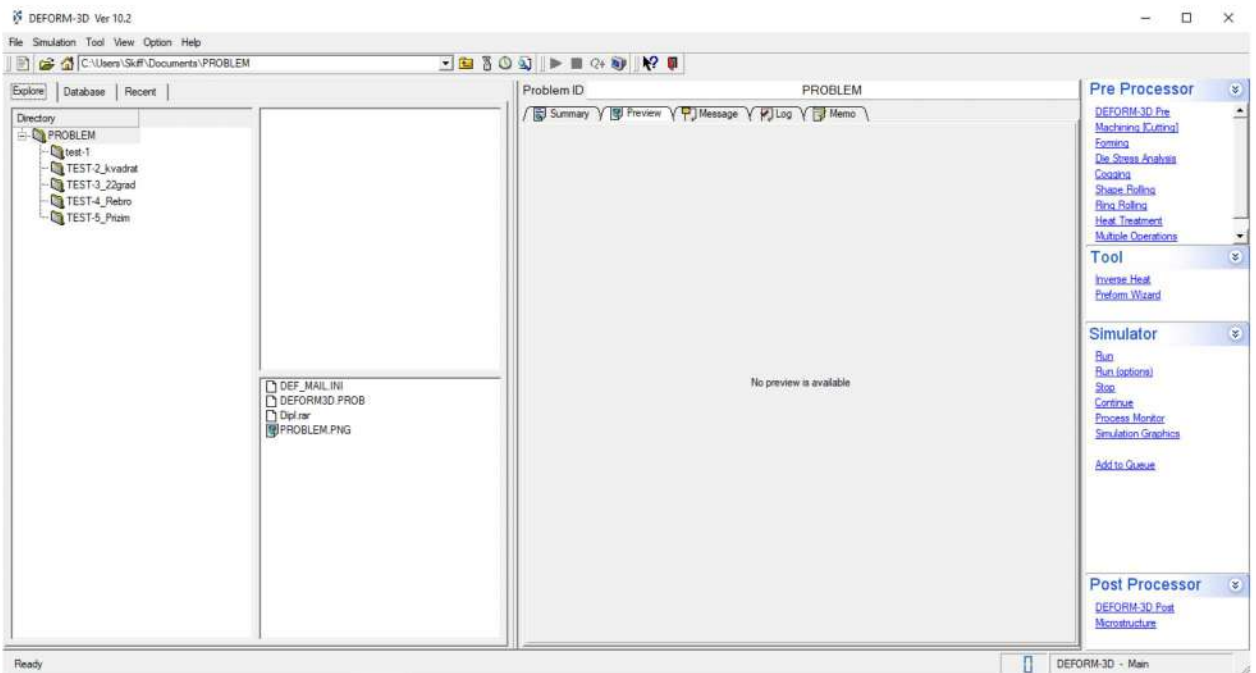 DEFORM-3D Ver 10.2
File Simulation Tool View Option Help
C:\Users\Skiff\Documents\PROBLEM
Explore Database Recent
Directory
PROBLEM
test-1
TEST-2_kvadrat
TEST-3_22grad
TEST-4_Rebro
TEST-5_Prizim
DEF_MAIL.INI
DEFORM3D.PROB
Dipl.rar
PROBLEM.PNG
Problem ID PROBLEM
Summary Preview Message Log Memo
No preview is available
Pre Processor
DEFORM-3D Pre
Machining [Cutting]
Forming
Die Stress Analysis
Cogging
Shape Rolling
Ring Rolling
Heat Treatment
Multiple Operations
Tool
Inverse Heat
Preform Wizard
Simulator
Run
Run (options)
Stop
Continue
Process Monitor
Simulation Graphics
Add to Queue
Post Processor
DEFORM-3D Post
Microstructure
Ready
DEFORM-3D - Main